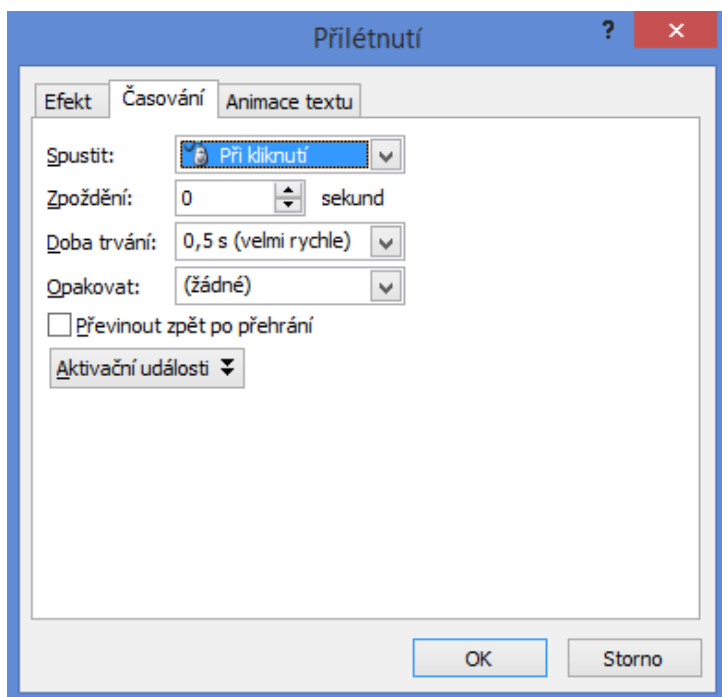 Přilétnutí ? ×
Efekt Časování Animace textu
Spustit: Při kliknutí
Zpoždění: 0 sekund
Doba trvání: 0,5 s (velmi rychle)
Opakovat: (žádné)
Převinout zpět po přehrání
Aktivační události
OK Storno